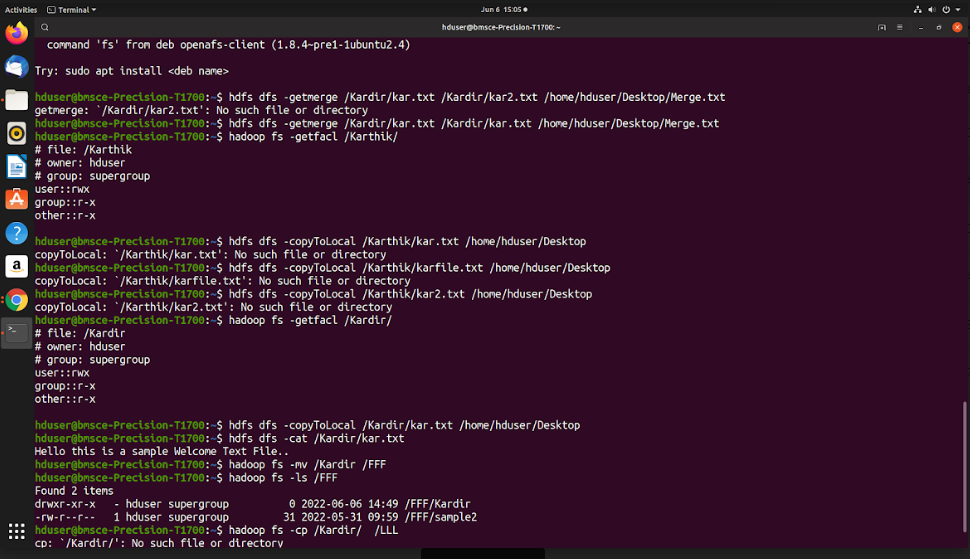 Activities Terminal Jun 6 15:05
hduser@bmsce-Precision-T1700: ~
command 'fs' from deb openafs-client (1.8.4~pre1-1ubuntu2.4)
Try: sudo apt install <deb name>
hduser@bmsce-Precision-T1700:~$ hdfs dfs -getmerge /Kardir/kar.txt /Kardir/kar2.txt /home/hduser/Desktop/Merge.txt
getmerge: `/Kardir/kar2.txt': No such file or directory
hduser@bmsce-Precision-T1700:~$ hdfs dfs -getmerge /Kardir/kar.txt /Kardir/kar.txt /home/hduser/Desktop/Merge.txt
hduser@bmsce-Precision-T1700:~$ hadoop fs -getfacl /Karthik/
# file: /Karthik
# owner: hduser
# group: supergroup
user::rwx
group::r-x
other::r-x
hduser@bmsce-Precision-T1700:~$ hdfs dfs -copyToLocal /Karthik/kar.txt /home/hduser/Desktop
copyToLocal: `/Karthik/kar.txt': No such file or directory
hduser@bmsce-Precision-T1700:~$ hdfs dfs -copyToLocal /Karthik/karfile.txt /home/hduser/Desktop
copyToLocal: `/Karthik/karfile.txt': No such file or directory
hduser@bmsce-Precision-T1700:~$ hdfs dfs -copyToLocal /Karthik/kar2.txt /home/hduser/Desktop
copyToLocal: `/Karthik/kar2.txt': No such file or directory
hduser@bmsce-Precision-T1700:~$ hadoop fs -getfacl /Kardir/
# file: /Kardir
# owner: hduser
# group: supergroup
user::rwx
group::r-x
other::r-x
hduser@bmsce-Precision-T1700:~$ hdfs dfs -copyToLocal /Kardir/kar.txt /home/hduser/Desktop
hduser@bmsce-Precision-T1700:~$ hdfs dfs -cat /Kardir/kar.txt
Hello this is a sample Welcome Text File..
hduser@bmsce-Precision-T1700:~$ hadoop fs -mv /Kardir /FFF
hduser@bmsce-Precision-T1700:~$ hadoop fs -ls /FFF
Found 2 items
drwxr-xr-x   - hduser supergroup          0 2022-06-06 14:49 /FFF/Kardir
-rw-r--r--   1 hduser supergroup         31 2022-05-31 09:59 /FFF/sample2
hduser@bmsce-Precision-T1700:~$ hadoop fs -cp /Kardir/  /LLL
cp: `/Kardir/': No such file or directory